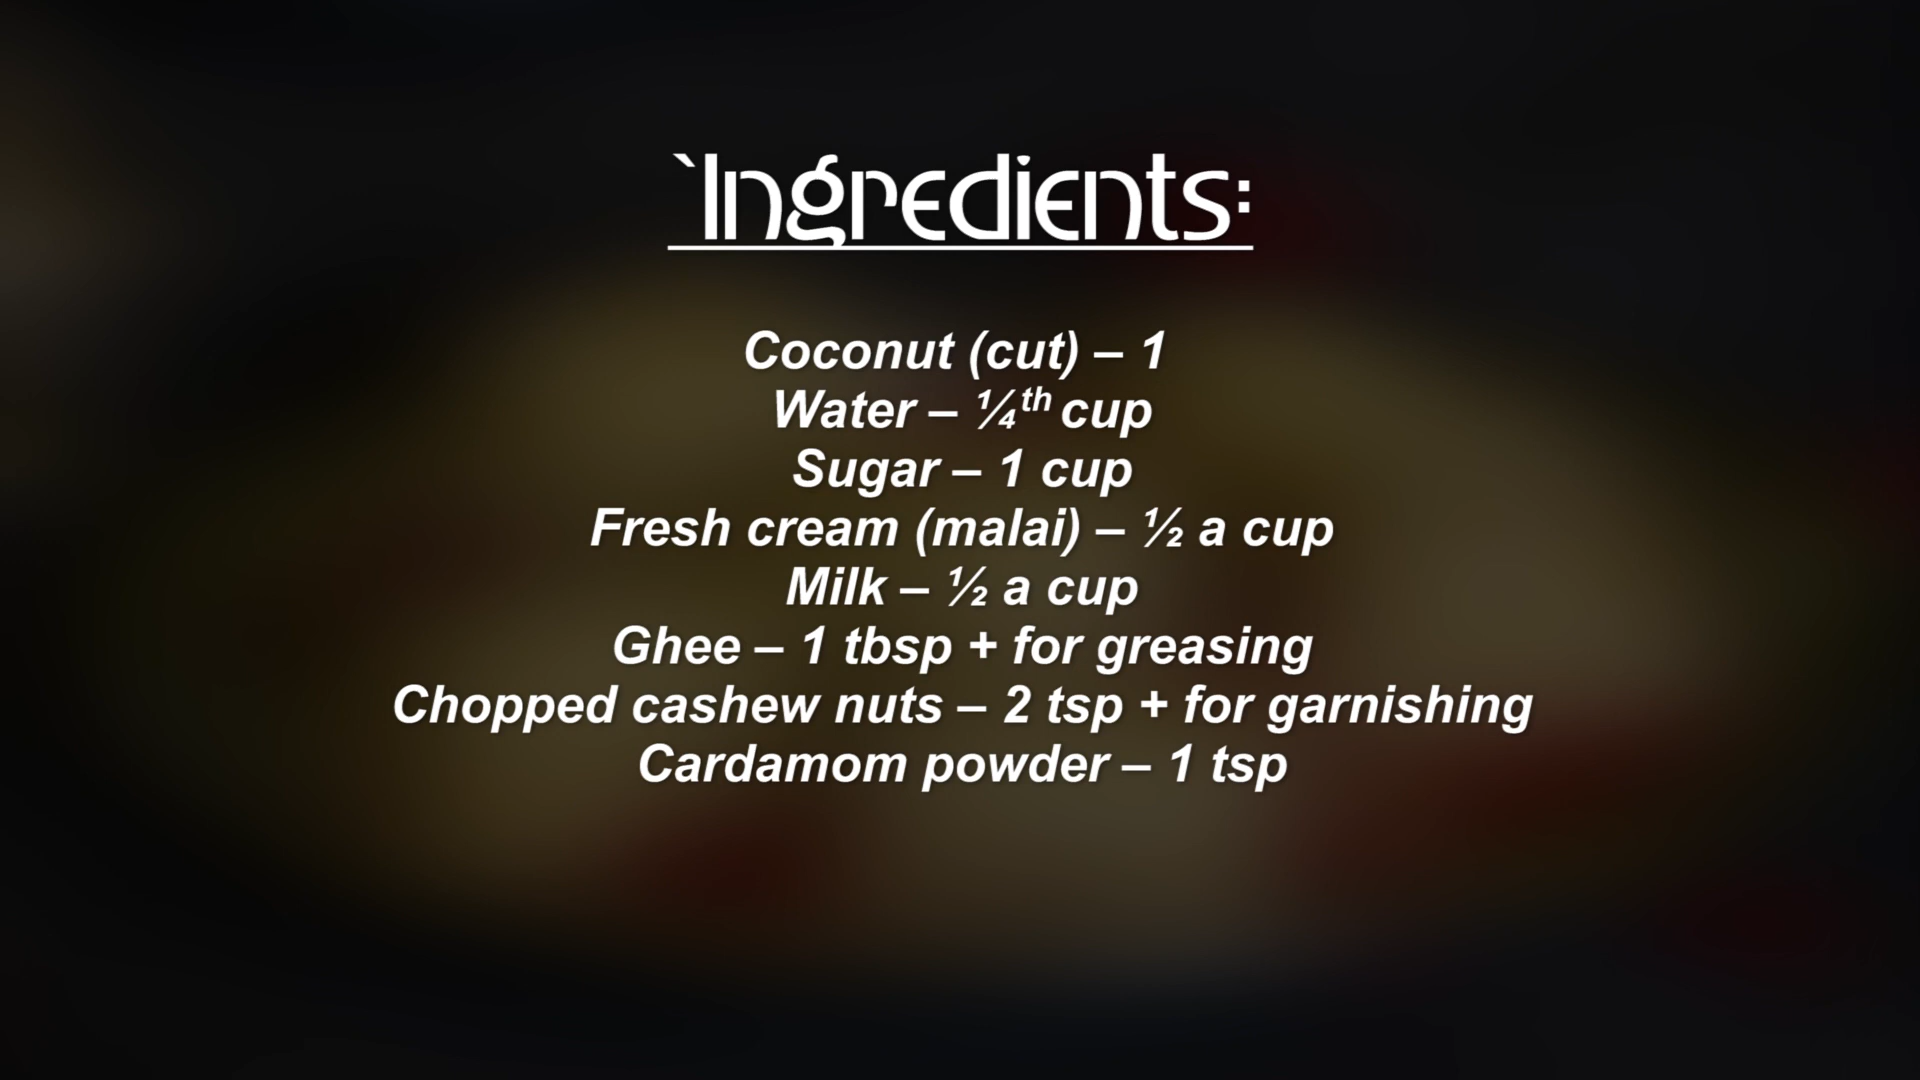 `Ingredients:
Coconut (cut) – 1
Water – ¼th cup
Sugar – 1 cup
Fresh cream (malai) – ½ a cup
Milk – ½ a cup
Ghee – 1 tbsp + for greasing
Chopped cashew nuts – 2 tsp + for garnishing
Cardamom powder – 1 tsp